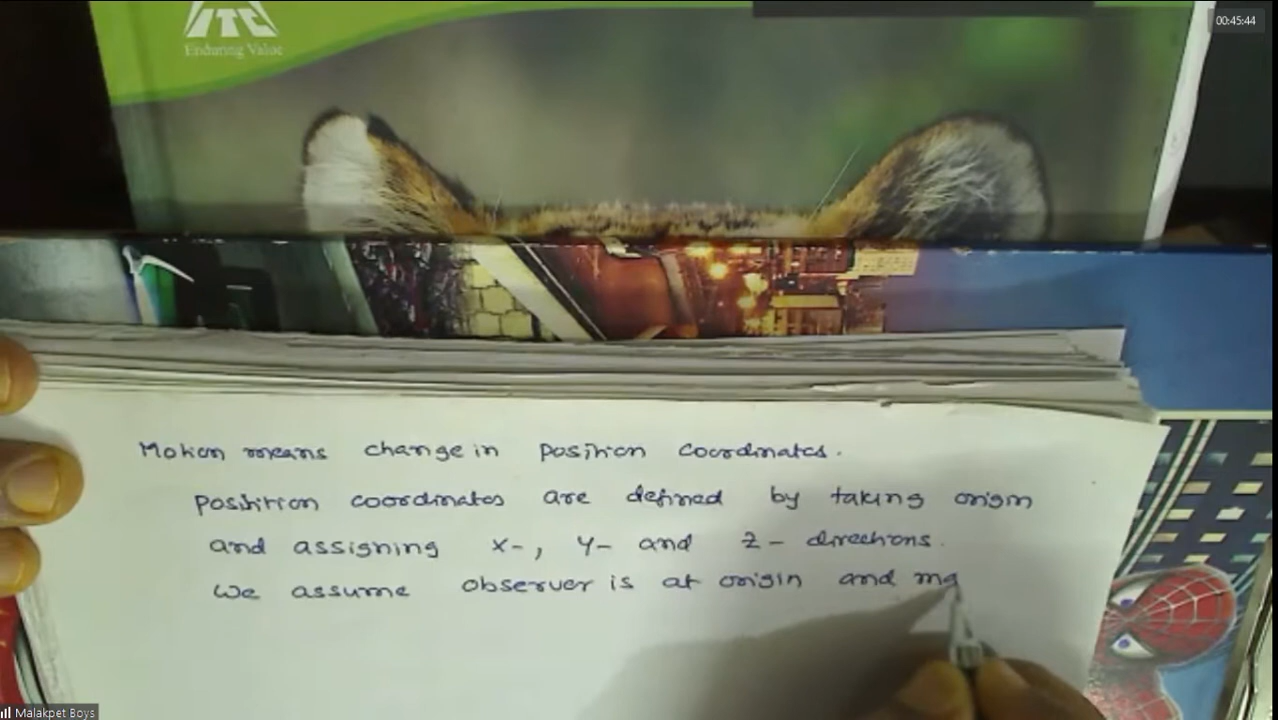 ITC
Enduring Value
00:45:44
Motion means change in position coordinates.
position coordinates are defined by taking origin
and assigning x-, y- and z- directions.
We assume observer is at origin and ma
Malakpet Boys